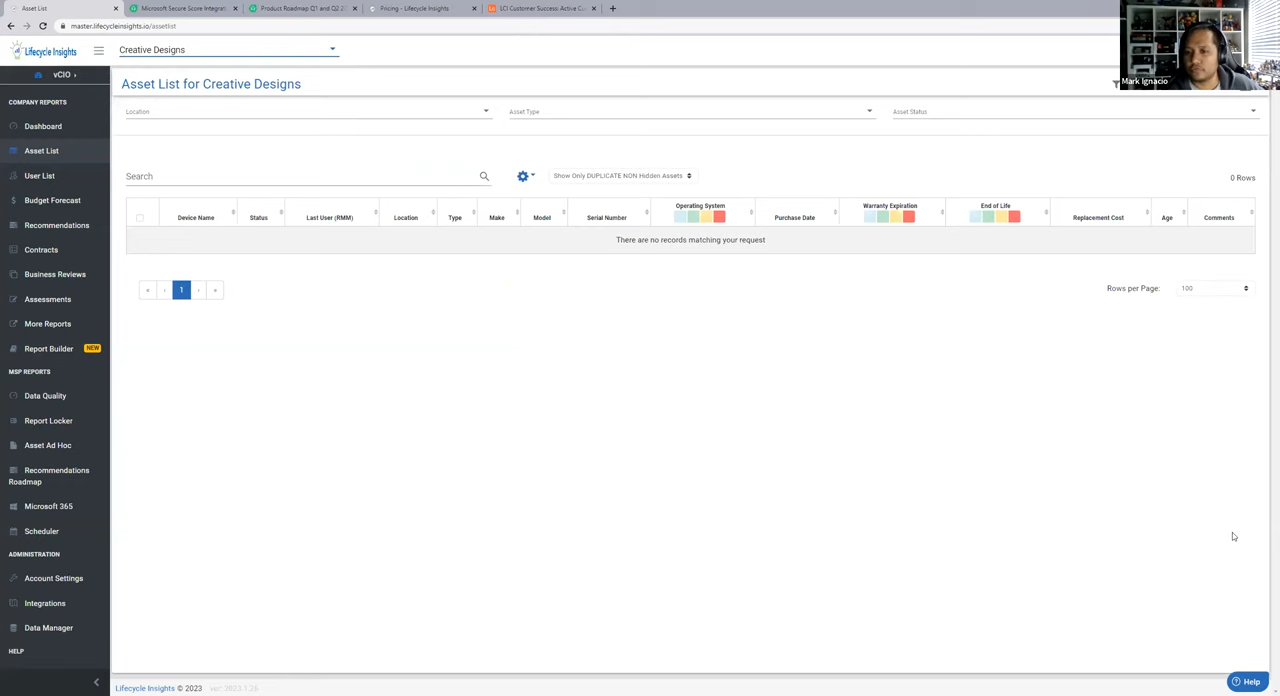 Asset List
Microsoft Secure Score Integrat
Product Roadmap Q1 and Q2 2
Pricing - Lifecycle Insights
LCI Customer Success: Active Cu
master.lifecycleinsights.io/assetlist
Lifecycle Insights
Creative Designs
Mark Ignacio
vCIO ›
Asset List for Creative Designs
COMPANY REPORTS
Location
Asset Type
Asset Status
Dashboard
Asset List
User List
Search
Show Only DUPLICATE NON Hidden Assets
0 Rows
Budget Forecast
Recommendations
Device Name
Status
Last User (RMM)
Location
Type
Make
Model
Serial Number
Operating System
Purchase Date
Warranty Expiration
End of Life
Replacement Cost
Age
Comments
There are no records matching your request
Contracts
Business Reviews
« ‹ 1 › »
Rows per Page: 100
Assessments
More Reports
Report Builder NEW
MSP REPORTS
Data Quality
Report Locker
Asset Ad Hoc
Recommendations
Roadmap
Microsoft 365
Scheduler
ADMINISTRATION
Account Settings
Integrations
Data Manager
HELP
Lifecycle Insights © 2023 ver: 2023.1.26
Help